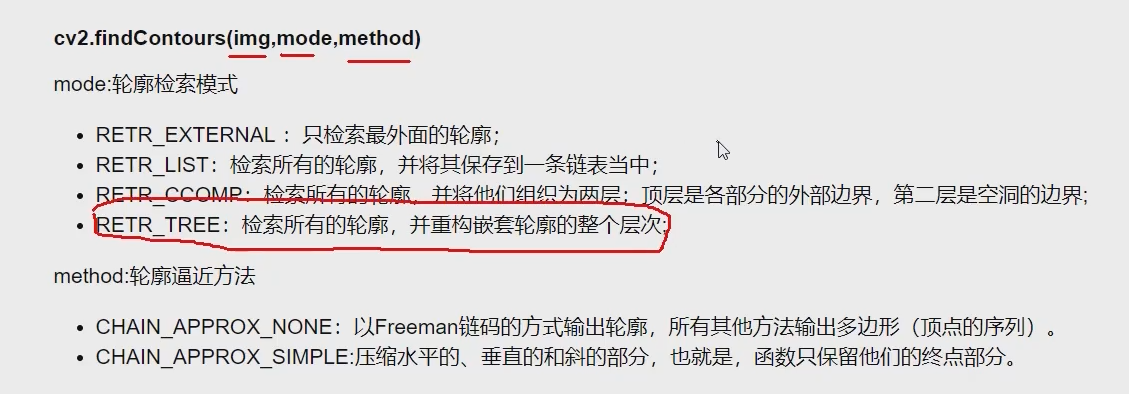 cv2.findContours(img,mode,method)
mode:轮廓检索模式
• RETR_EXTERNAL ：只检索最外面的轮廓；
• RETR_LIST：检索所有的轮廓，并将其保存到一条链表当中；
• RETR_CCOMP：检索所有的轮廓，并将他们组织为两层：顶层是各部分的外部边界，第二层是空洞的边界;
• RETR_TREE：检索所有的轮廓，并重构嵌套轮廓的整个层次;
method:轮廓逼近方法
• CHAIN_APPROX_NONE：以Freeman链码的方式输出轮廓，所有其他方法输出多边形（顶点的序列）。
• CHAIN_APPROX_SIMPLE:压缩水平的、垂直的和斜的部分，也就是，函数只保留他们的终点部分。